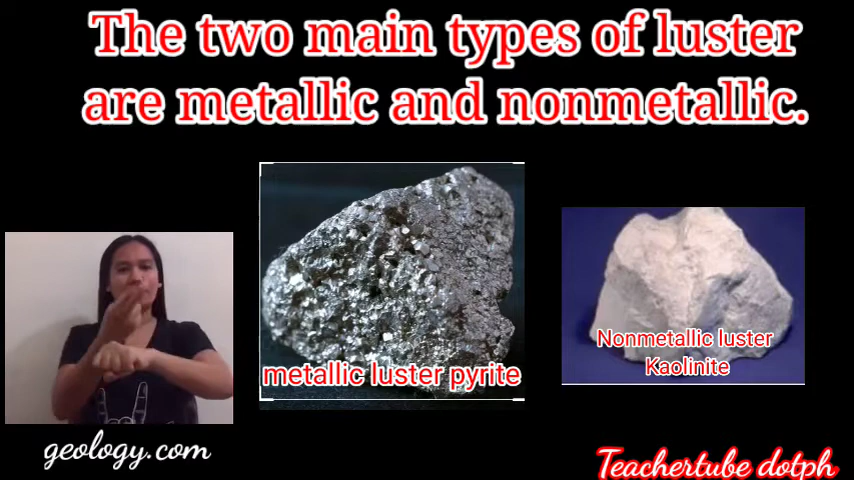 The two main types of luster
are metallic and nonmetallic.
metallic luster pyrite
Nonmetallic luster
Kaolinite
geology.com
Teachertube dotph